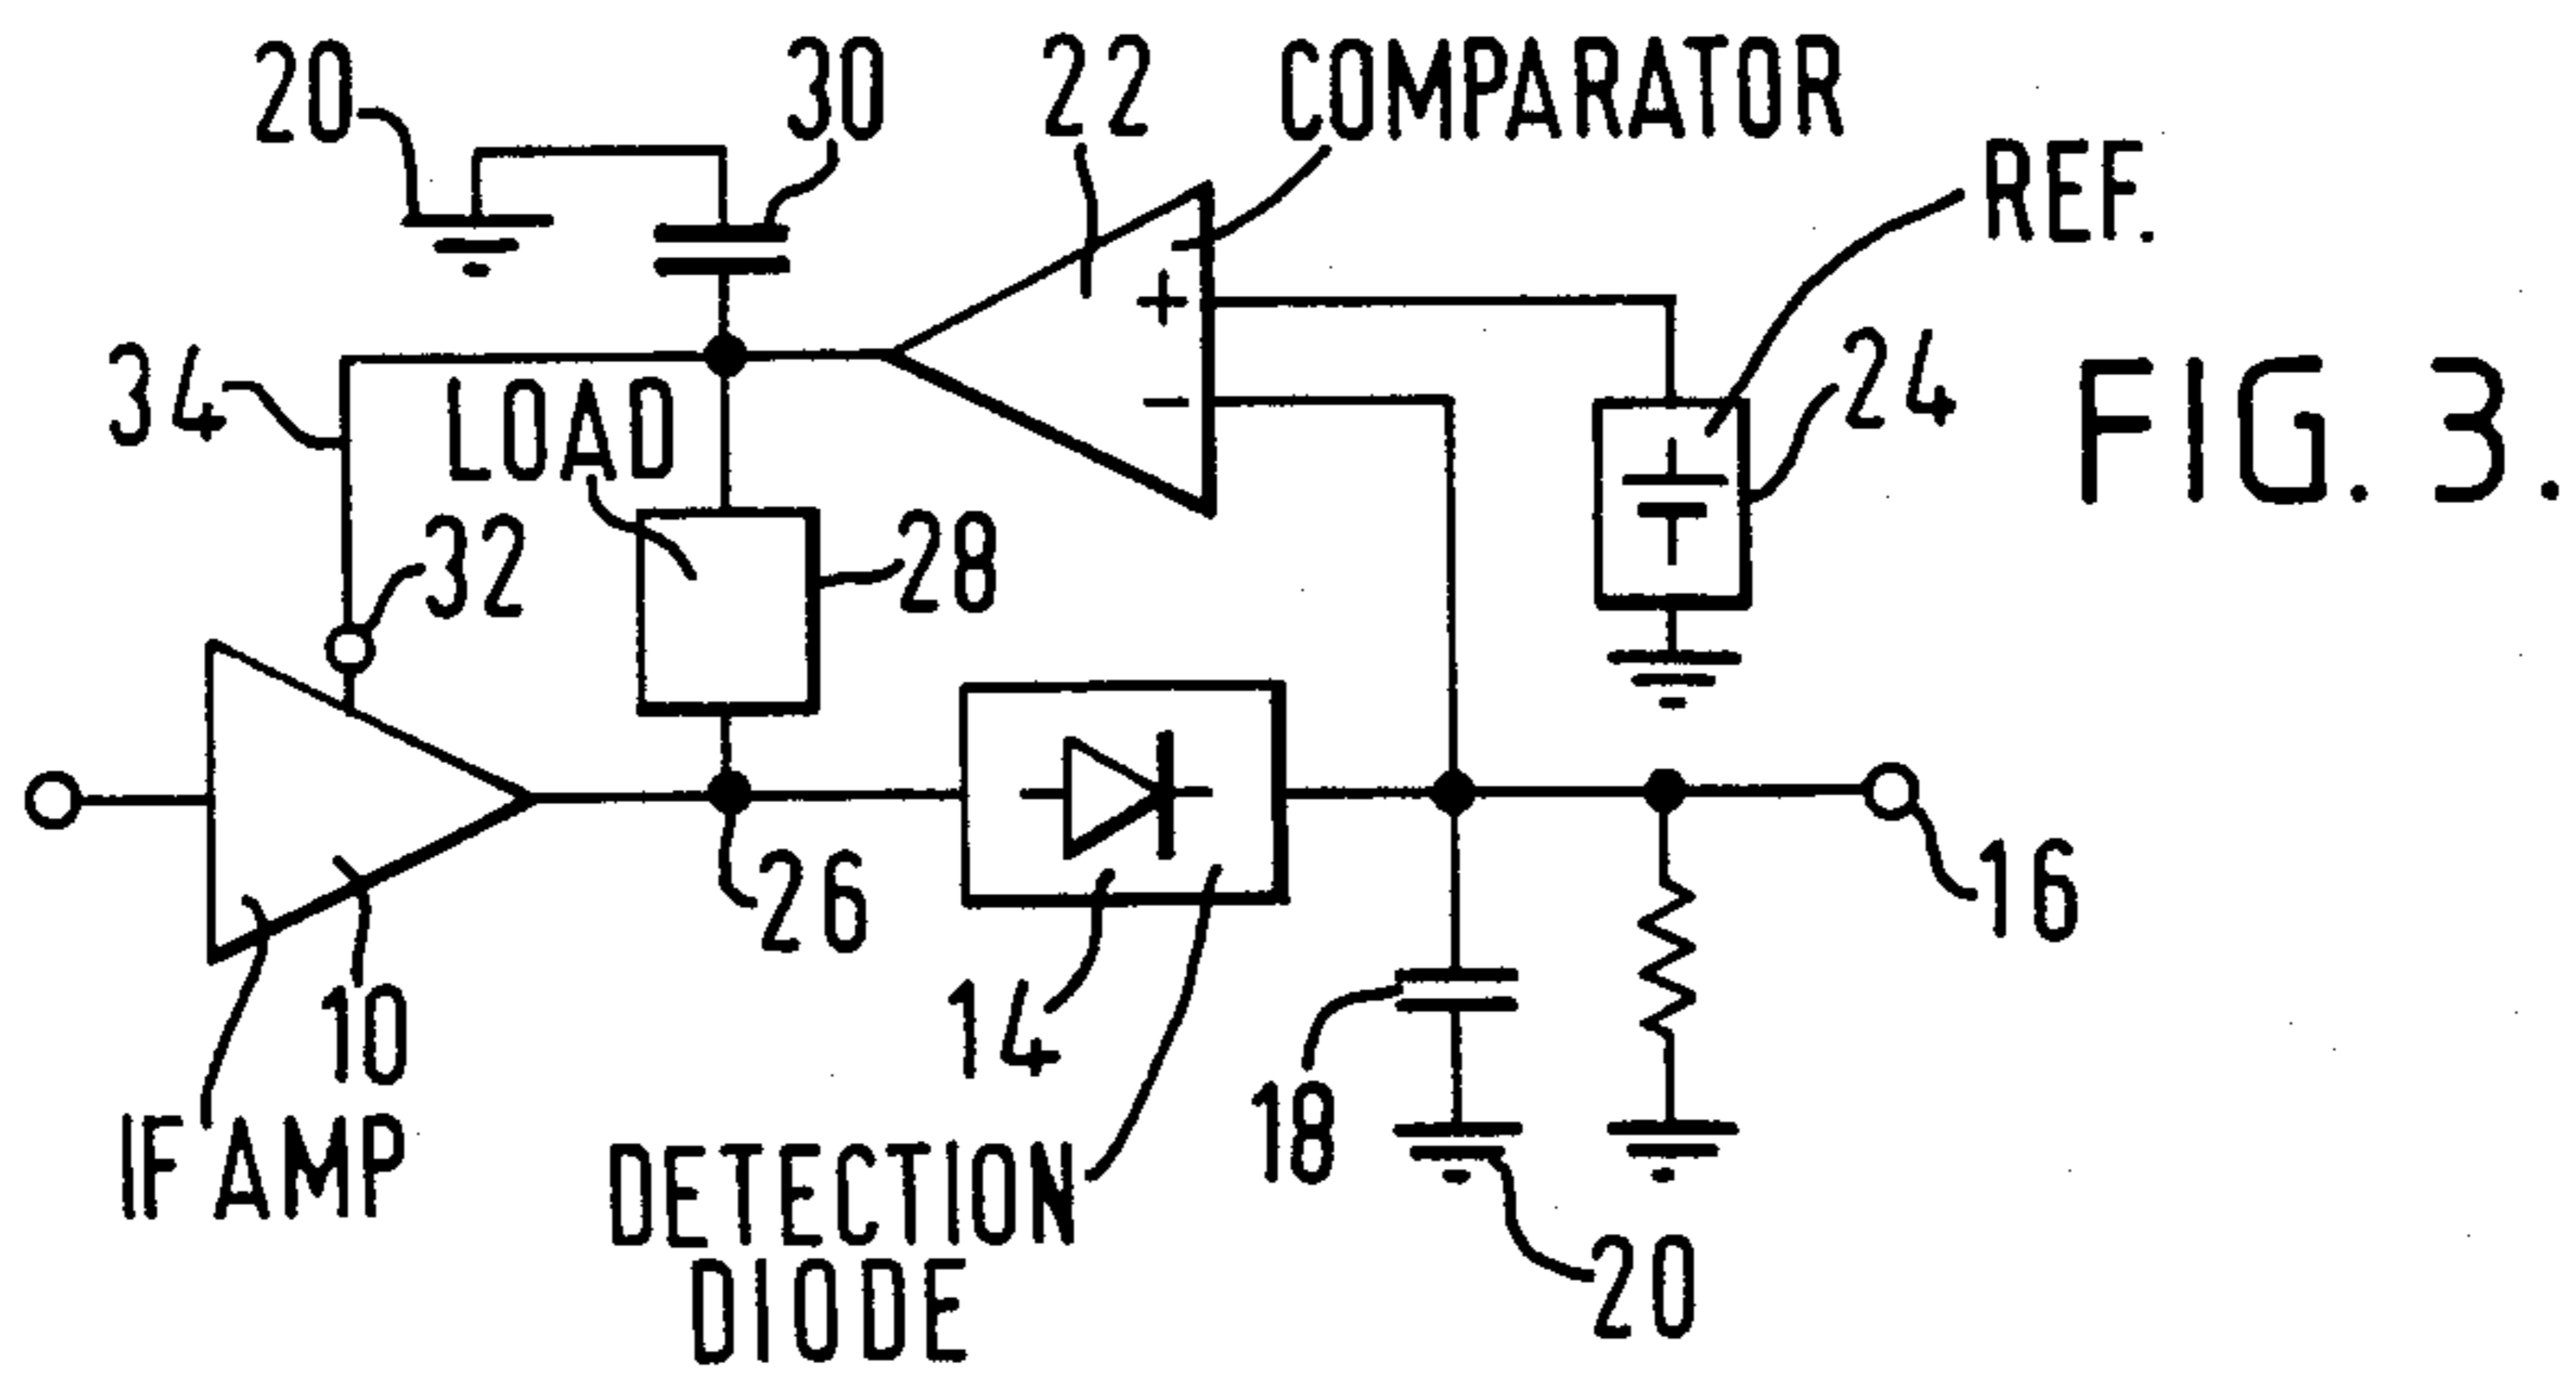 20
30
22
COMPARATOR
REF.
+
−
24
FIG. 3.
34
LOAD
32
28
26
16
10
14
18
IF AMP
DETECTION
DIODE
20